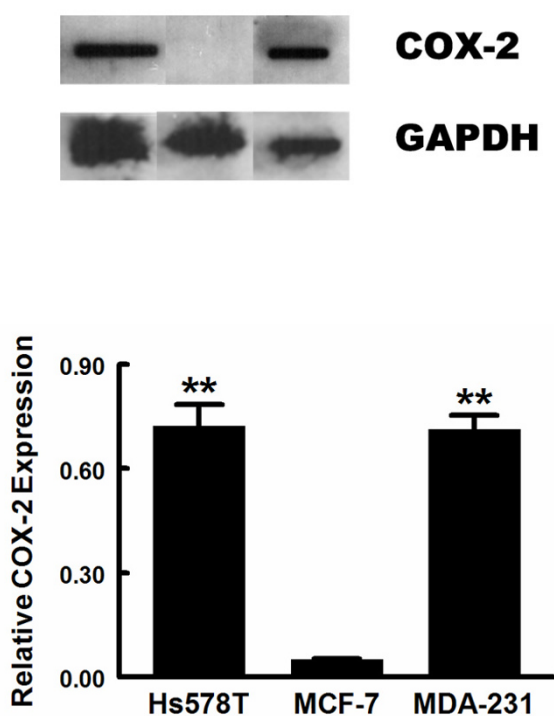 COX-2
GAPDH
Relative COX-2 Expression
0.90
0.60
0.30
0.00
**
**
Hs578T MCF-7 MDA-231